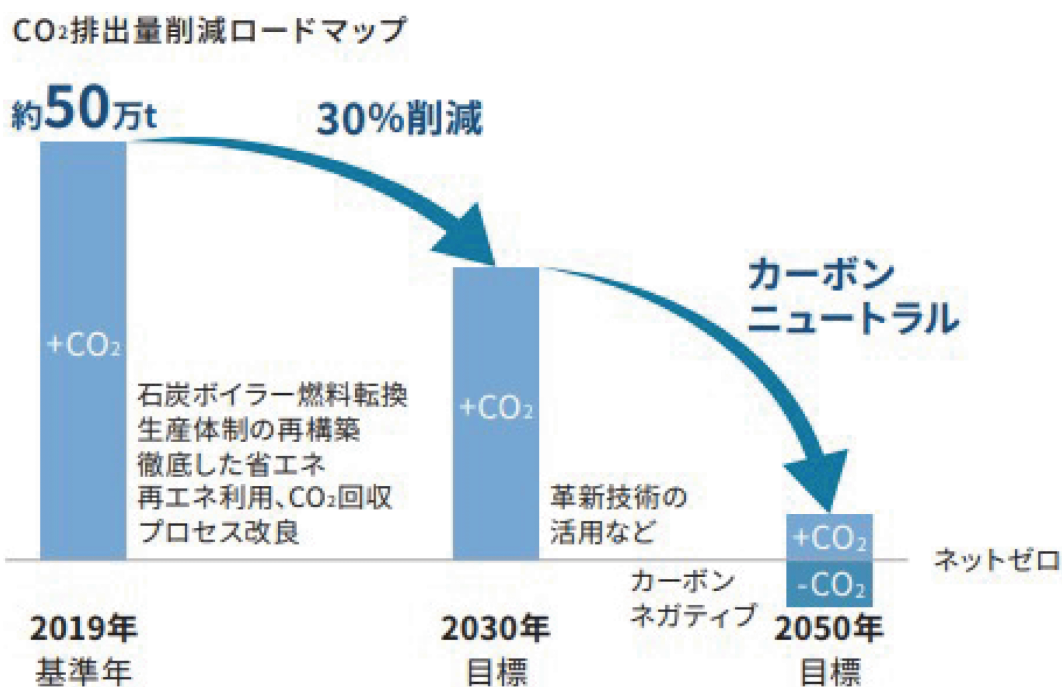 CO₂排出量削減ロードマップ
約50万t
30%削減
カーボン
ニュートラル
+CO₂
石炭ボイラー燃料転換
生産体制の再構築
徹底した省エネ
再エネ利用、CO₂回収
プロセス改良
+CO₂
革新技術の
活用など
+CO₂
-CO₂
ネットゼロ
カーボン
ネガティブ
2019年
基準年
2030年
目標
2050年
目標